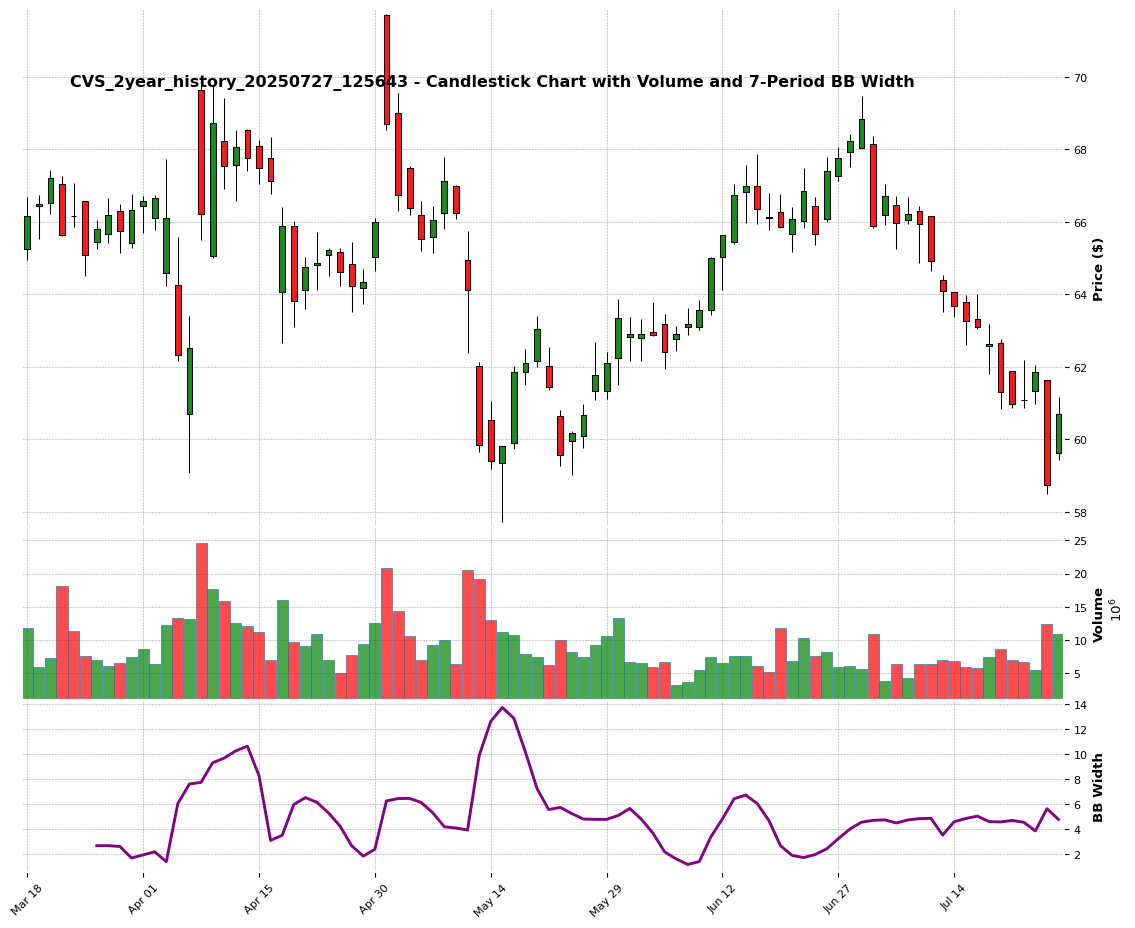 CVS_2year_history_20250727_125643 - Candlestick Chart with Volume and 7-Period BB Width
70
68
66
64
62
60
58
Price ($)
25
20
15
10
5
Volume
10^6
14
12
10
8
6
4
2
BB Width
Mar 18
Apr 01
Apr 15
Apr 30
May 14
May 29
Jun 12
Jun 27
Jul 14